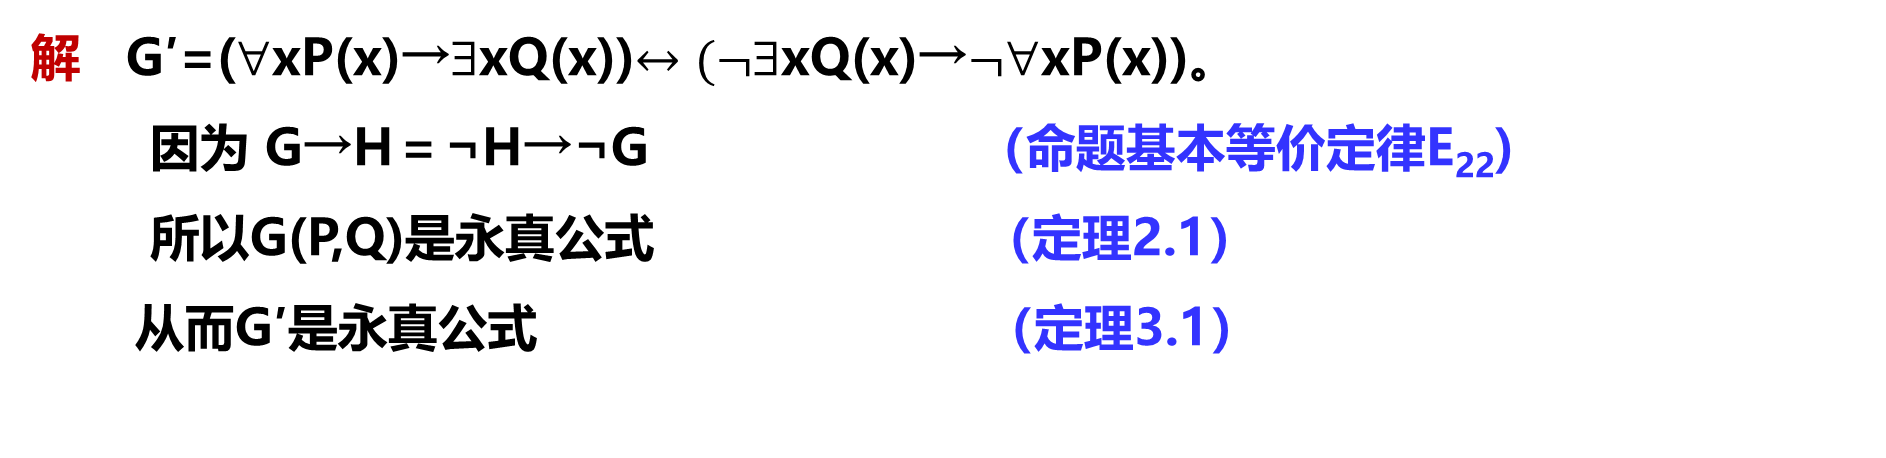 解 G′=(∀xP(x)→∃xQ(x))↔ (¬∃xQ(x)→¬∀xP(x))。
因为 G→H = ¬H→¬G (命题基本等价定律E₂₂)
所以G(P,Q)是永真公式 (定理2.1)
从而G′是永真公式 (定理3.1)